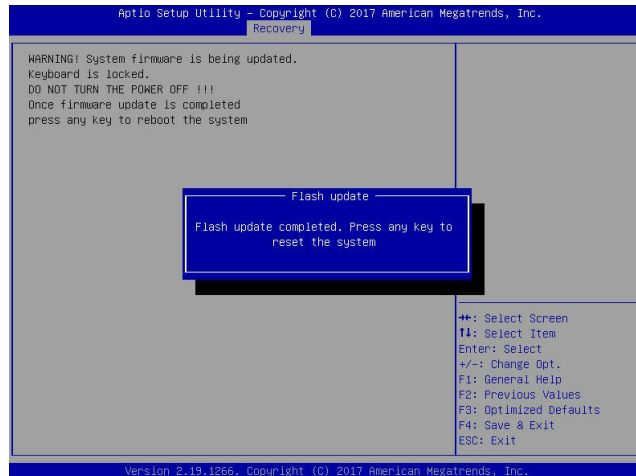 Aptio Setup Utility – Copyright (C) 2017 American Megatrends, Inc.
Recovery
WARNING! System firmware is being updated.
Keyboard is locked.
DO NOT TURN THE POWER OFF !!!
Once firmware update is completed
press any key to reboot the system
Flash update
Flash update completed. Press any key to
reset the system
→←: Select Screen
↑↓: Select Item
Enter: Select
+/-: Change Opt.
F1: General Help
F2: Previous Values
F3: Optimized Defaults
F4: Save & Exit
ESC: Exit
Version 2.19.1266. Copyright (C) 2017 American Megatrends, Inc.